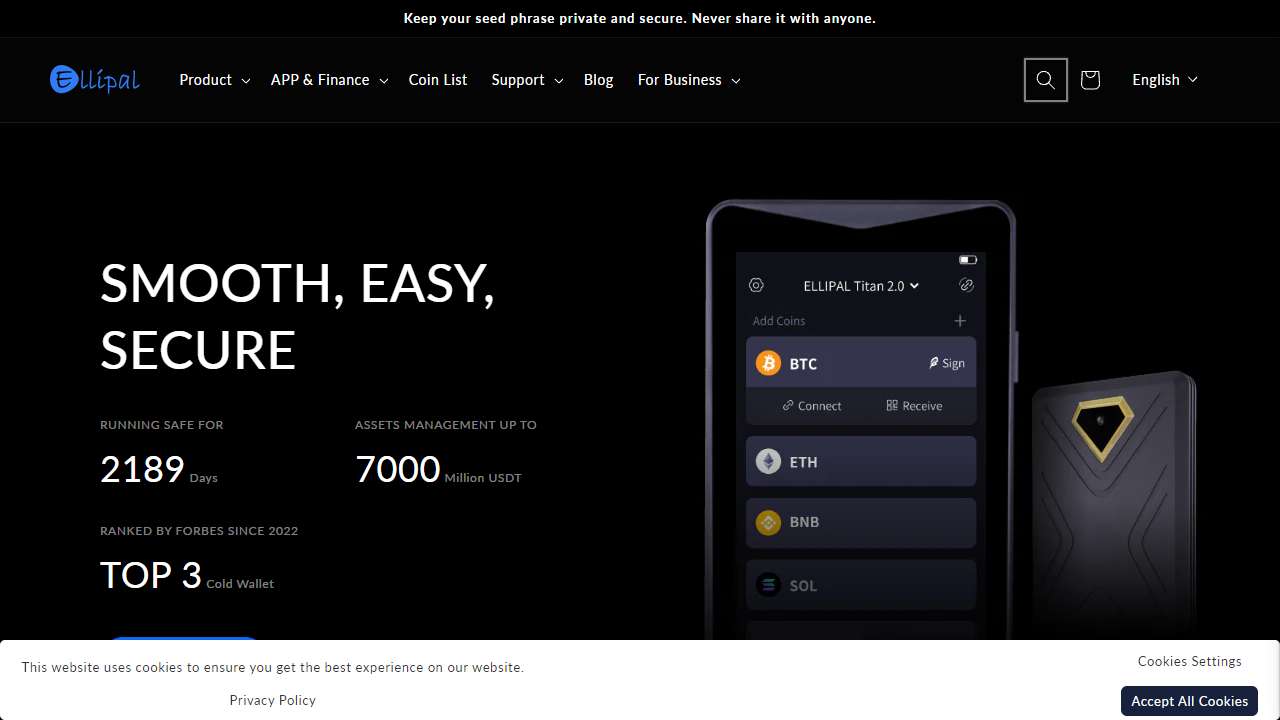 Keep your seed phrase private and secure. Never share it with anyone.
Ellipal
Product
APP & Finance
Coin List
Support
Blog
For Business
English
SMOOTH, EASY,
SECURE
RUNNING SAFE FOR
2189 Days
ASSETS MANAGEMENT UP TO
7000 Million USDT
RANKED BY FORBES SINCE 2022
TOP 3 Cold Wallet
ELLIPAL Titan 2.0
Add Coins
BTC
Sign
Connect
Receive
ETH
BNB
SOL
This website uses cookies to ensure you get the best experience on our website.
Privacy Policy
Cookies Settings
Accept All Cookies